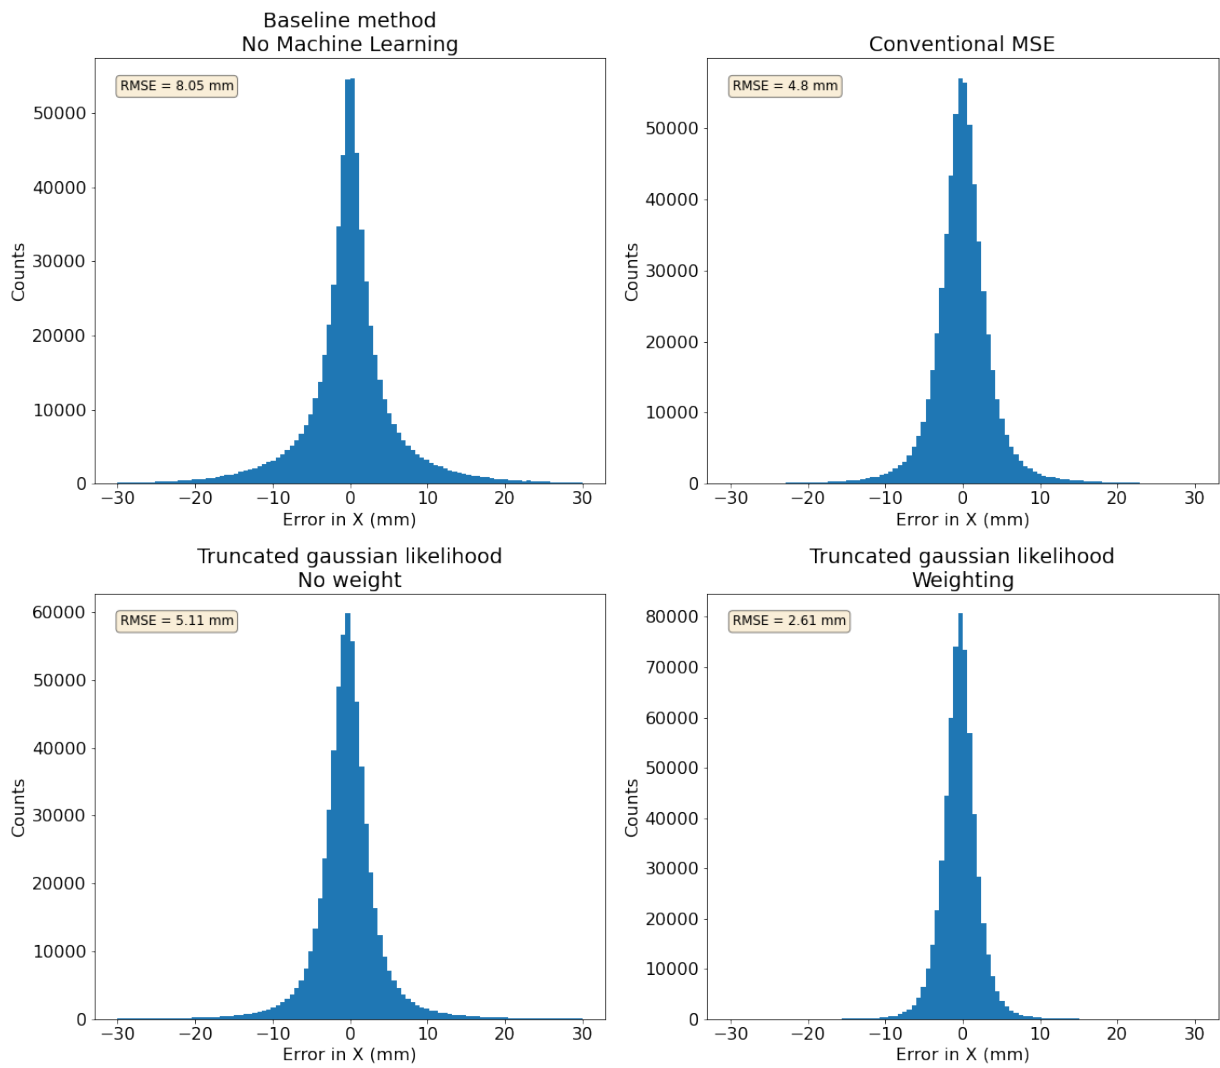 Baseline method
No Machine Learning
RMSE = 8.05 mm
50000
40000
30000
20000
10000
0
Counts
−30 −20 −10 0 10 20 30
Error in X (mm)
Conventional MSE
RMSE = 4.8 mm
50000
40000
30000
20000
10000
0
Counts
−30 −20 −10 0 10 20 30
Error in X (mm)
Truncated gaussian likelihood
No weight
RMSE = 5.11 mm
60000
50000
40000
30000
20000
10000
0
Counts
−30 −20 −10 0 10 20 30
Error in X (mm)
Truncated gaussian likelihood
Weighting
RMSE = 2.61 mm
80000
70000
60000
50000
40000
30000
20000
10000
0
Counts
−30 −20 −10 0 10 20 30
Error in X (mm)